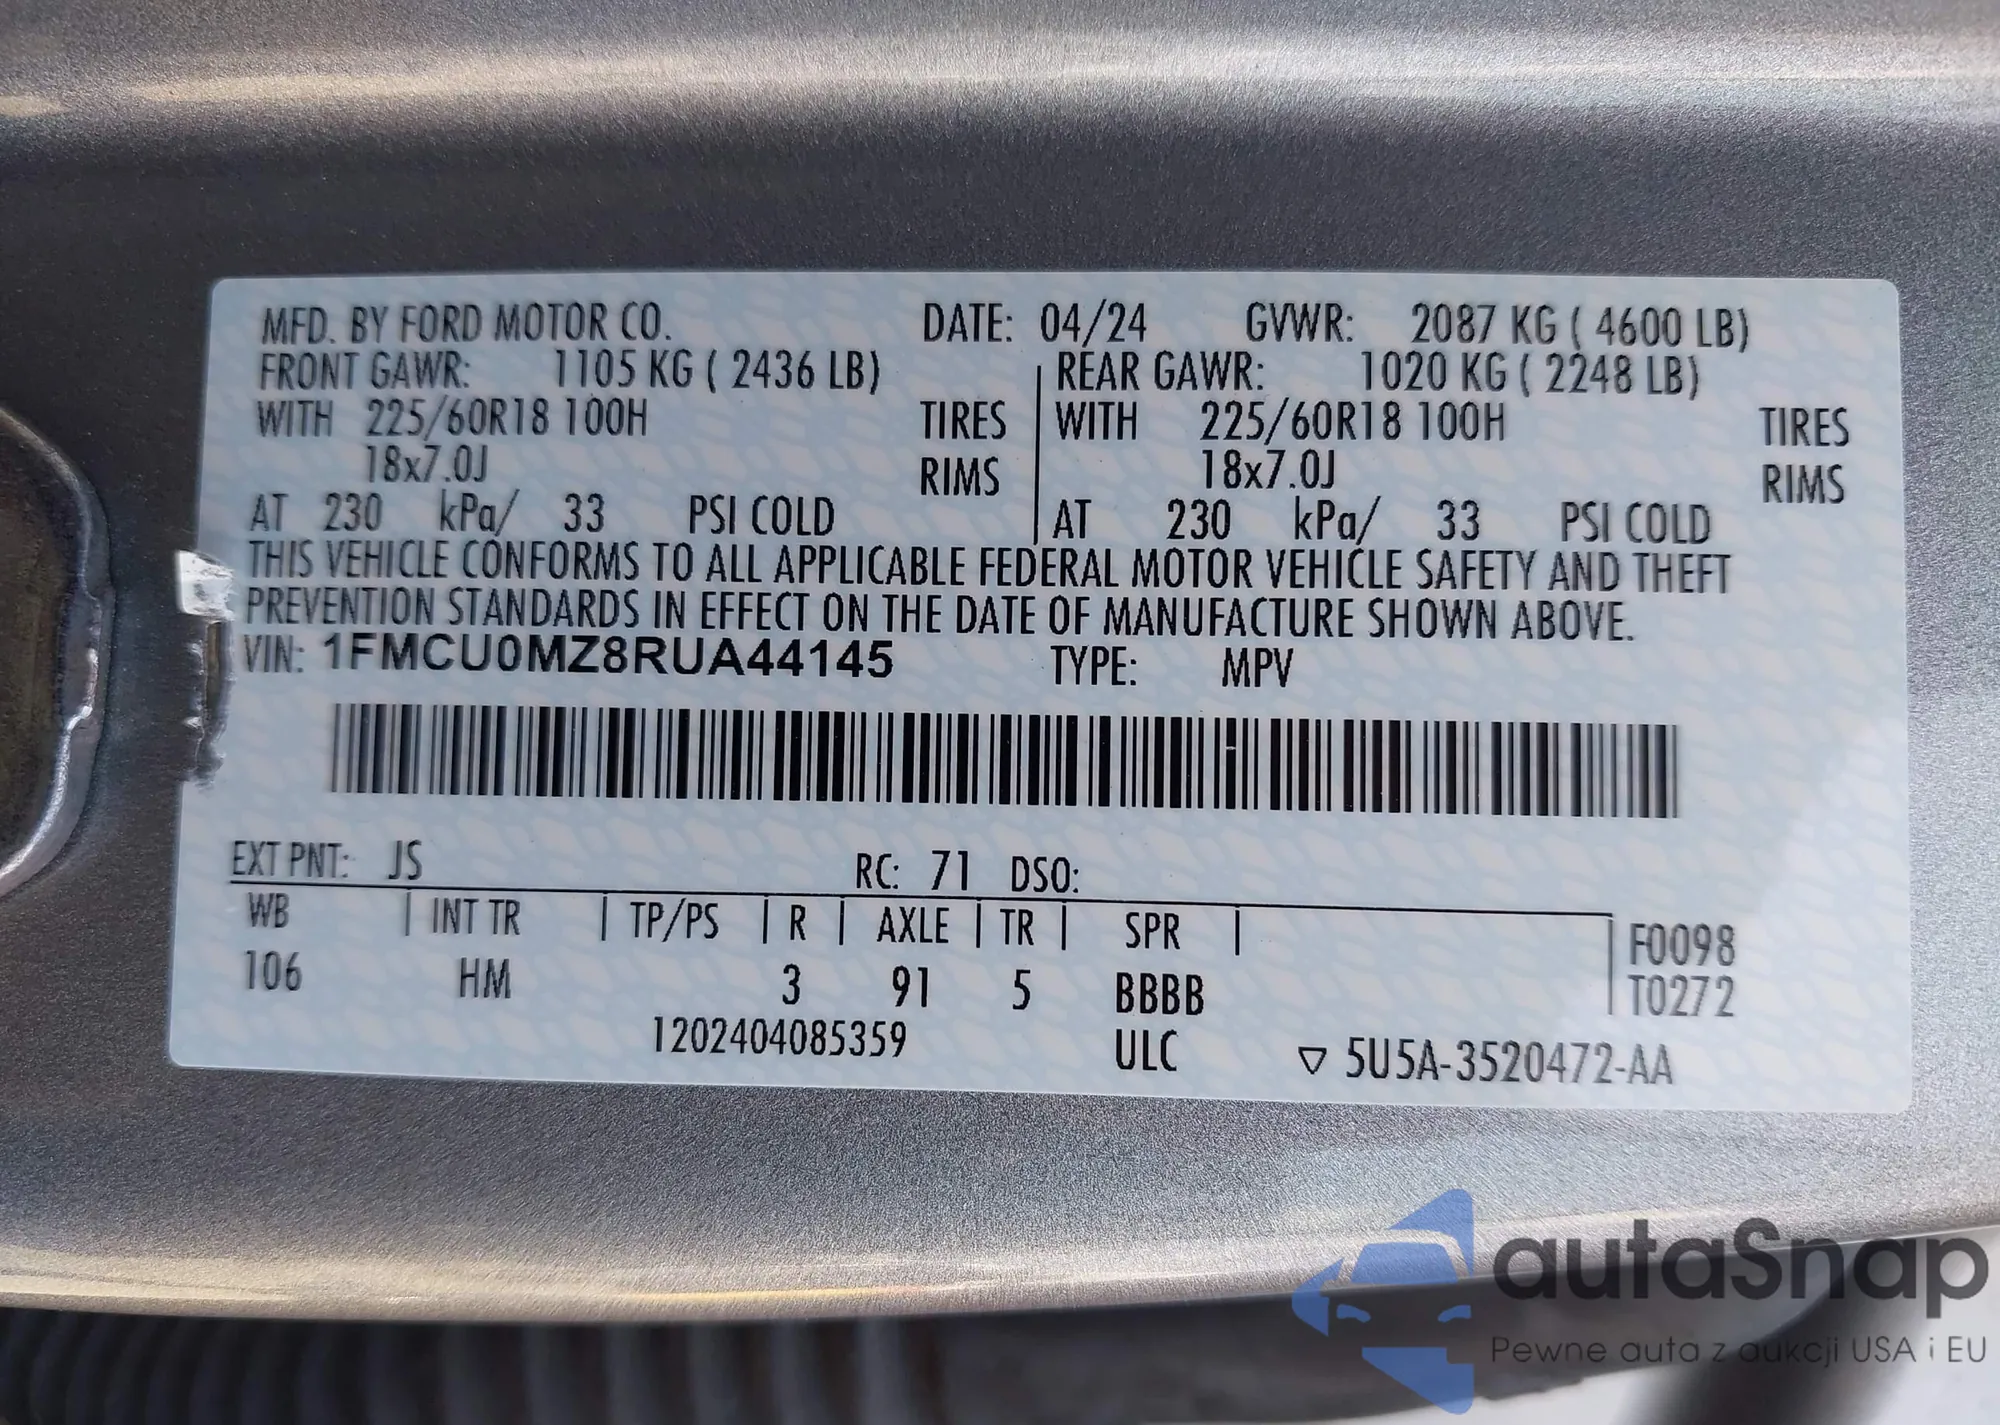 MFD. BY FORD MOTOR CO. DATE: 04/24 GVWR: 2087 KG ( 4600 LB)
FRONT GAWR: 1105 KG ( 2436 LB) REAR GAWR: 1020 KG ( 2248 LB)
WITH 225/60R18 100H TIRES WITH 225/60R18 100H TIRES
18x7.0J RIMS 18x7.0J RIMS
AT 230 kPa/ 33 PSI COLD AT 230 kPa/ 33 PSI COLD
THIS VEHICLE CONFORMS TO ALL APPLICABLE FEDERAL MOTOR VEHICLE SAFETY AND THEFT
PREVENTION STANDARDS IN EFFECT ON THE DATE OF MANUFACTURE SHOWN ABOVE.
VIN: 1FMCU0MZ8RUA44145 TYPE: MPV
EXT PNT: JS RC: 71 DSO:
WB INT TR TP/PS R AXLE TR SPR F0098
106 HM 3 91 5 BBBB T0272
1202404085359 ULC ▽ 5U5A-3520472-AA
autaSnap
Pewne auta z aukcji USA i EU